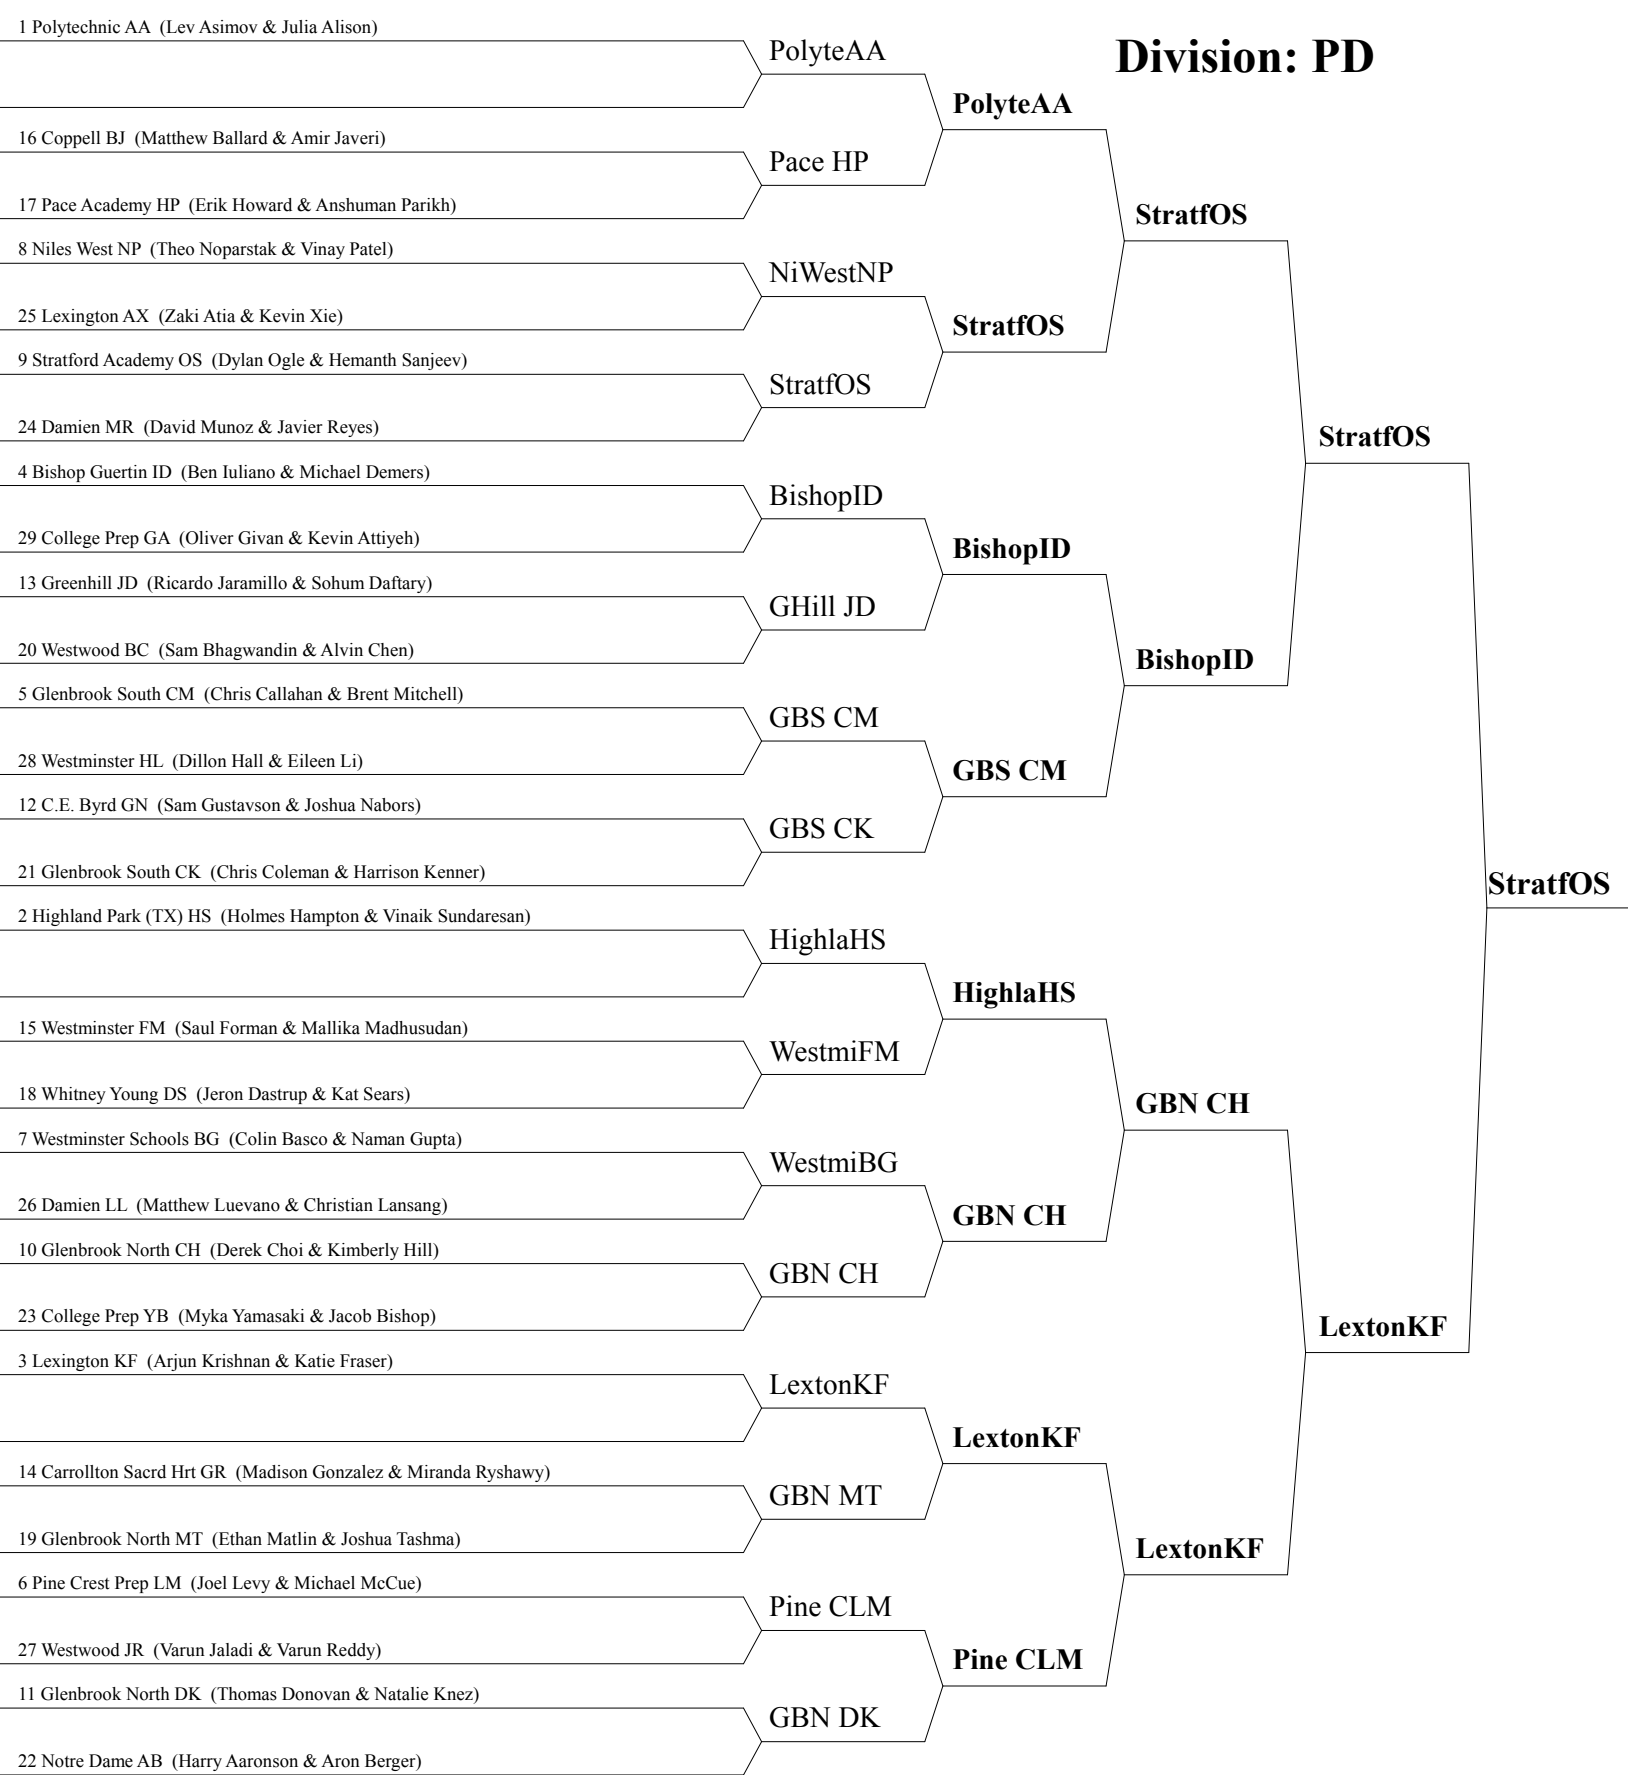 Division: PD
1 Polytechnic AA (Lev Asimov & Julia Alison)
16 Coppell BJ (Matthew Ballard & Amir Javeri)
17 Pace Academy HP (Erik Howard & Anshuman Parikh)
8 Niles West NP (Theo Noparstak & Vinay Patel)
25 Lexington AX (Zaki Atia & Kevin Xie)
9 Stratford Academy OS (Dylan Ogle & Hemanth Sanjeev)
24 Damien MR (David Munoz & Javier Reyes)
4 Bishop Guertin ID (Ben Iuliano & Michael Demers)
29 College Prep GA (Oliver Givan & Kevin Attiyeh)
13 Greenhill JD (Ricardo Jaramillo & Sohum Daftary)
20 Westwood BC (Sam Bhagwandin & Alvin Chen)
5 Glenbrook South CM (Chris Callahan & Brent Mitchell)
28 Westminster HL (Dillon Hall & Eileen Li)
12 C.E. Byrd GN (Sam Gustavson & Joshua Nabors)
21 Glenbrook South CK (Chris Coleman & Harrison Kenner)
2 Highland Park (TX) HS (Holmes Hampton & Vinaik Sundaresan)
15 Westminster FM (Saul Forman & Mallika Madhusudan)
18 Whitney Young DS (Jeron Dastrup & Kat Sears)
7 Westminster Schools BG (Colin Basco & Naman Gupta)
26 Damien LL (Matthew Luevano & Christian Lansang)
10 Glenbrook North CH (Derek Choi & Kimberly Hill)
23 College Prep YB (Myka Yamasaki & Jacob Bishop)
3 Lexington KF (Arjun Krishnan & Katie Fraser)
14 Carrollton Sacrd Hrt GR (Madison Gonzalez & Miranda Ryshawy)
19 Glenbrook North MT (Ethan Matlin & Joshua Tashma)
6 Pine Crest Prep LM (Joel Levy & Michael McCue)
27 Westwood JR (Varun Jaladi & Varun Reddy)
11 Glenbrook North DK (Thomas Donovan & Natalie Knez)
22 Notre Dame AB (Harry Aaronson & Aron Berger)
PolyteAA
Pace HP
NiWestNP
StratfOS
BishopID
GHill JD
GBS CM
GBS CK
HighlaHS
WestmiFM
WestmiBG
GBN CH
LextonKF
GBN MT
Pine CLM
GBN DK
PolyteAA
StratfOS
BishopID
GBS CM
HighlaHS
GBN CH
LextonKF
Pine CLM
StratfOS
BishopID
GBN CH
LextonKF
StratfOS
LextonKF
StratfOS